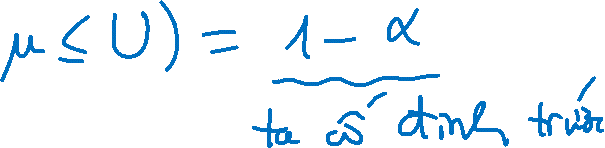 μ ≤ U) = 1 - α
ta cố định trước